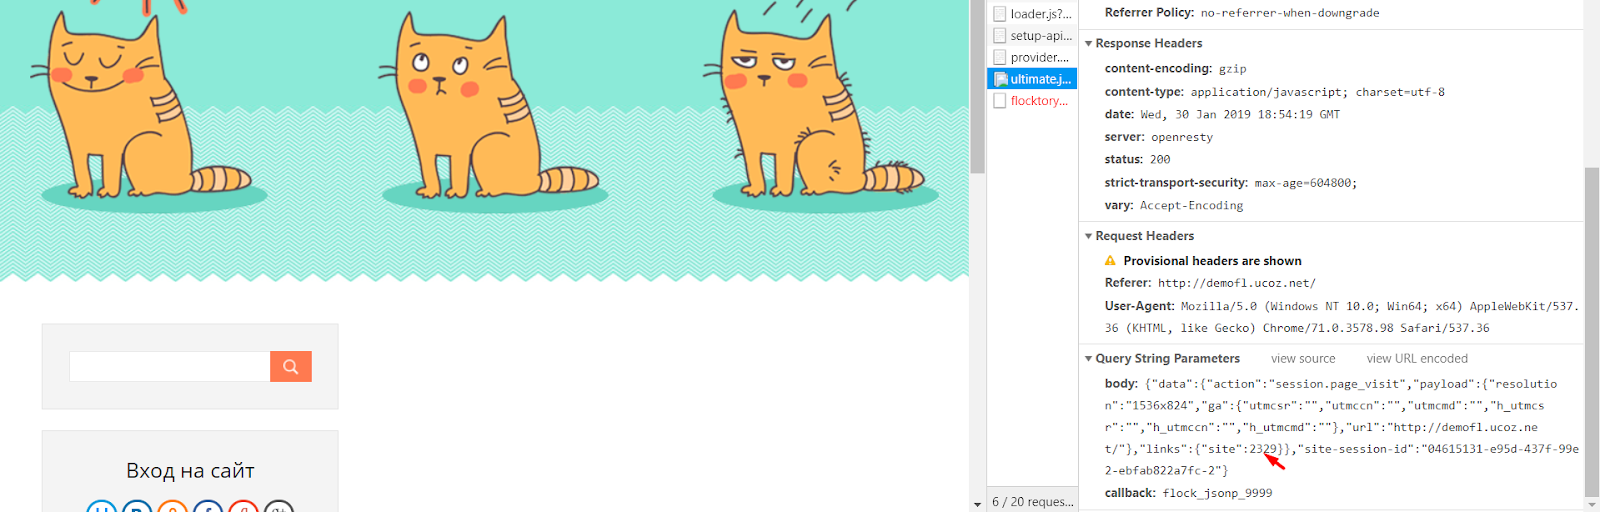 loader.js?...
setup-api...
provider....
ultimate.j...
flocktory...
6 / 20 reques...
Referrer Policy: no-referrer-when-downgrade
Response Headers
content-encoding: gzip
content-type: application/javascript; charset=utf-8
date: Wed, 30 Jan 2019 18:54:19 GMT
server: openresty
status: 200
strict-transport-security: max-age=604800;
vary: Accept-Encoding
Request Headers
Provisional headers are shown
Referer: http://demofl.ucoz.net/
User-Agent: Mozilla/5.0 (Windows NT 10.0; Win64; x64) AppleWebKit/537.
36 (KHTML, like Gecko) Chrome/71.0.3578.98 Safari/537.36
Query String Parameters view source view URL encoded
body: {"data":{"action":"session.page_visit","payload":{"resolutio
n":"1536x824","ga":{"utmcsr":"","utmccn":"","utmcmd":"","h_utmcs
r":"","h_utmccn":"","h_utmcmd":""},"url":"http://demofl.ucoz.ne
t/"},"links":{"site":2329}},"site-session-id":"04615131-e95d-437f-99e
2-ebfab822a7fc-2"}
callback: flock_jsonp_9999
Вход на сайт